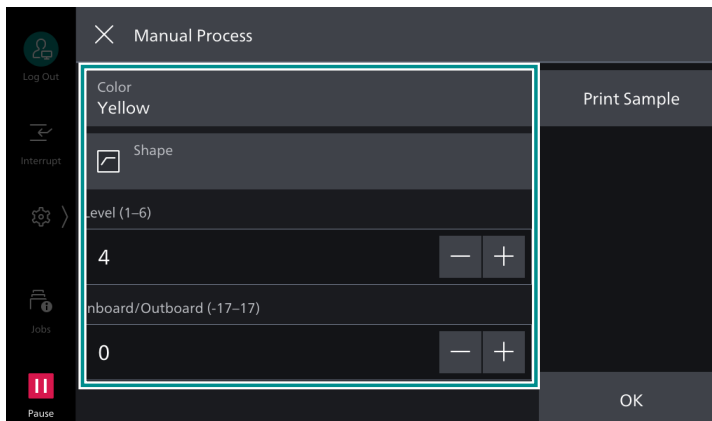 Manual Process
Log Out
Color
Yellow
Print Sample
Shape
Interrupt
Level (1–6)
4
nboard/Outboard (-17–17)
0
Jobs
Pause
OK